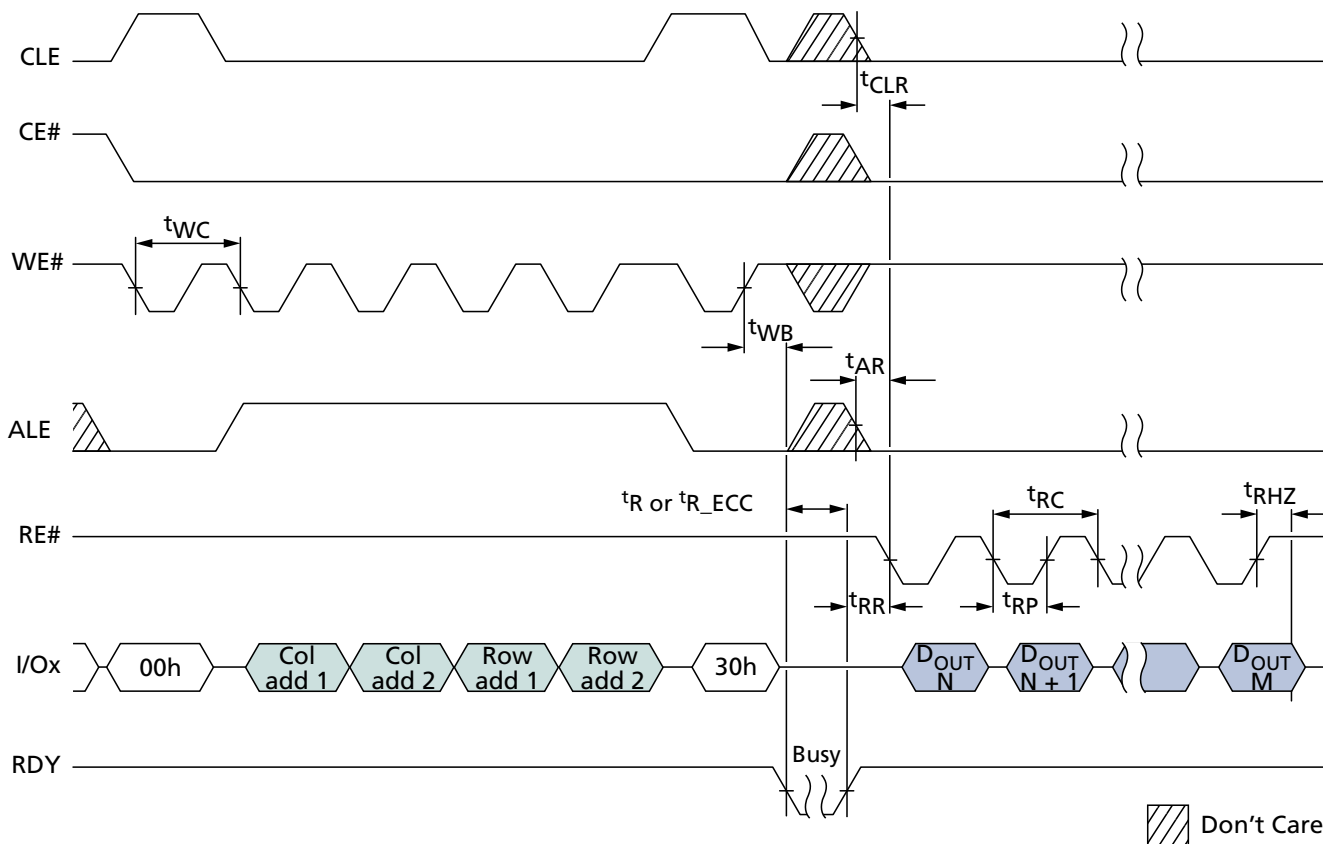 CLE
tCLR
CE#
tWC
WE#
tWB
tAR
ALE
tR or tR_ECC
tRC
tRHZ
RE#
tRR
tRP
I/Ox
00h
Col
add 1
Col
add 2
Row
add 1
Row
add 2
30h
DOUT
N
DOUT
N + 1
DOUT
M
RDY
Busy
Don't Care